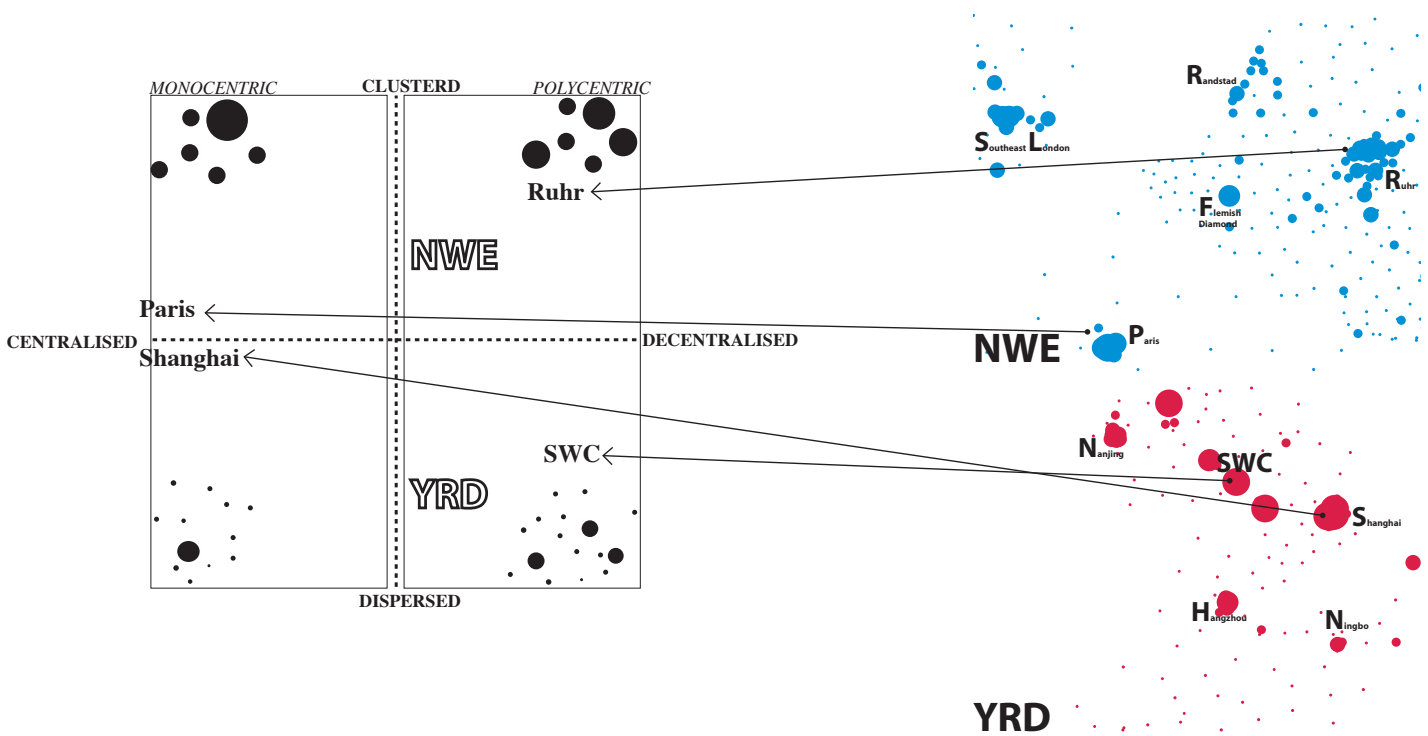 MONOCENTRIC
CLUSTERD
POLYCENTRIC
Ruhr
NWE
Paris
CENTRALISED
DECENTRALISED
Shanghai
SWC
YRD
DISPERSED
Randstad
Southeast London
Ruhr
Flemish
Diamond
Paris
NWE
Nanjing
SWC
Shanghai
Hangzhou
Ningbo
YRD